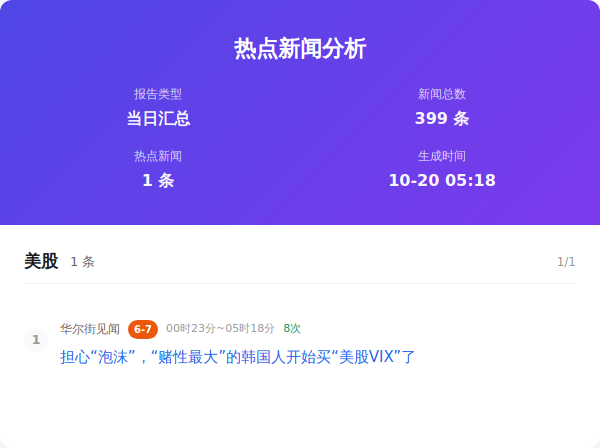 热点新闻分析
报告类型
新闻总数
当日汇总
399 条
热点新闻
生成时间
1 条
10-20 05:18
美股 1 条 1/1
1 华尔街见闻 6-7 00时23分~05时18分 8次
担心“泡沫”，“赌性最大”的韩国人开始买“美股VIX”了